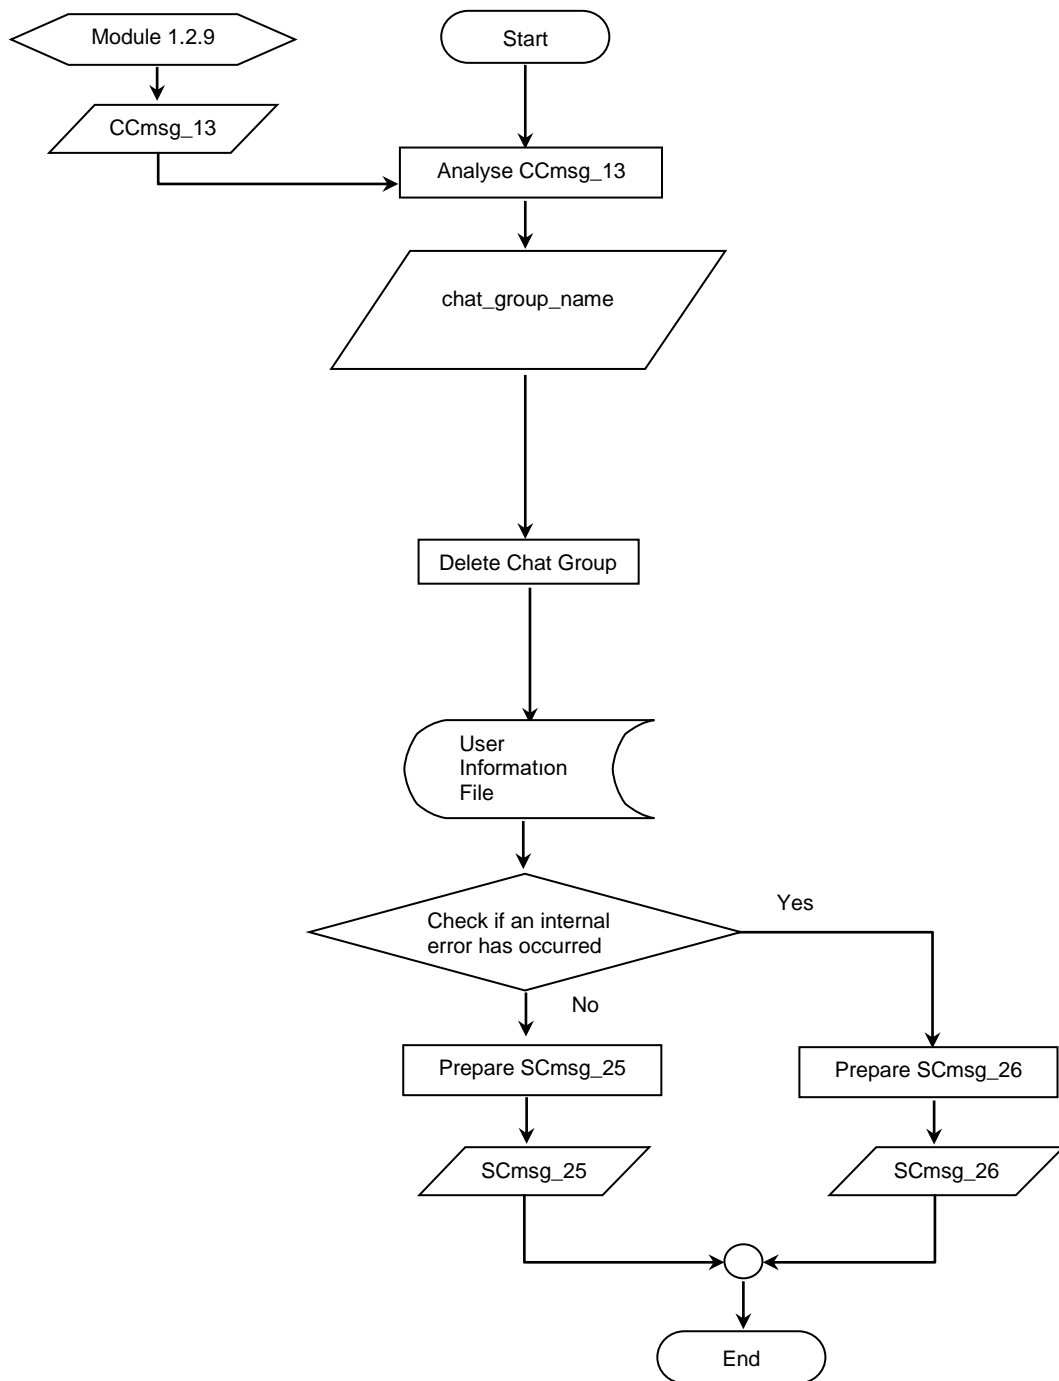 Module 1.2.9
Start
CCmsg_13
Analyse CCmsg_13
chat_group_name
Delete Chat Group
User
Information
File
Check if an internal
error has occurred
Yes
No
Prepare SCmsg_25
Prepare SCmsg_26
SCmsg_25
SCmsg_26
End